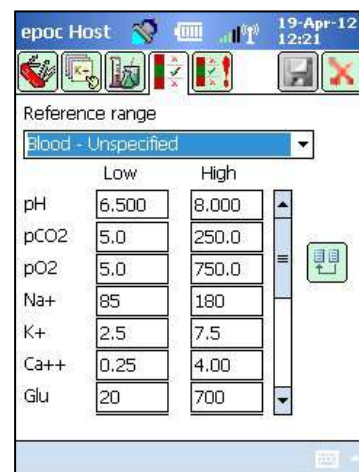 epoc Host 19-Apr-12
12:21
Reference range
Blood - Unspecified
Low High
pH 6.500 8.000
pCO2 5.0 250.0
pO2 5.0 750.0
Na+ 85 180
K+ 2.5 7.5
Ca++ 0.25 4.00
Glu 20 700